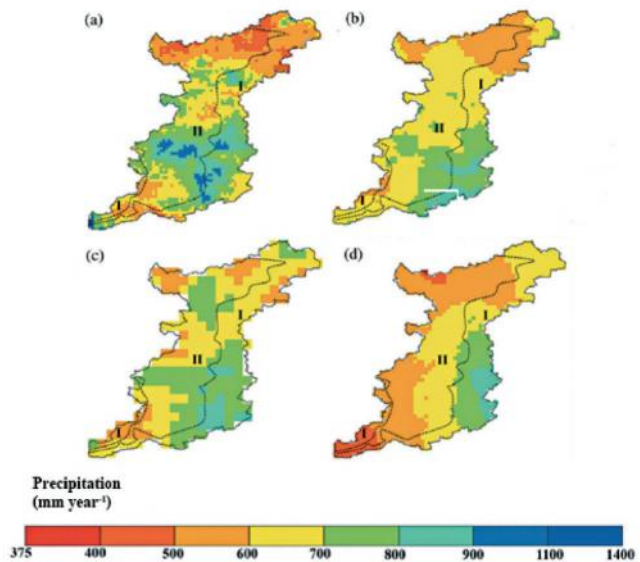 (a)
(b)
I
I
II
II
I
I
(c)
(d)
I
I
II
II
I
I
Precipitation
(mm year⁻¹)
375 400 500 600 700 800 900 1100 1400